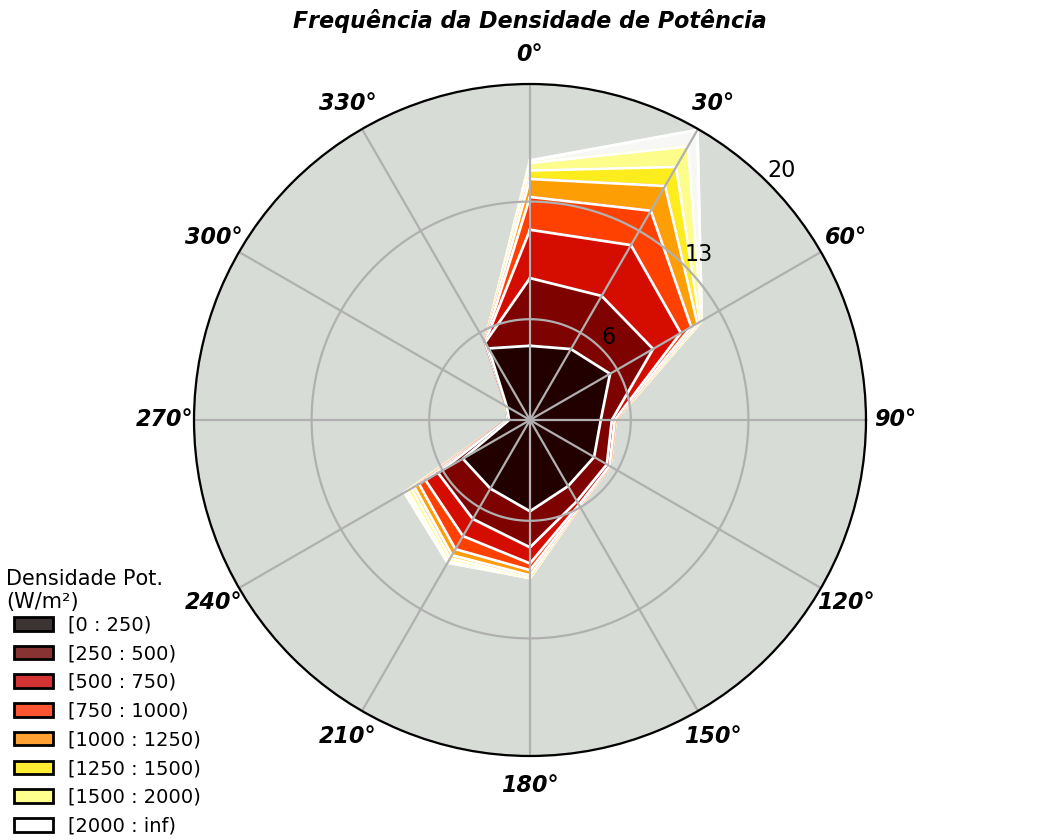 Frequência da Densidade de Potência
0°
330°
30°
20
300°
60°
13
6
270°
90°
240°
120°
210°
150°
180°
Densidade Pot.
(W/m²)
[0 : 250)
[250 : 500)
[500 : 750)
[750 : 1000)
[1000 : 1250)
[1250 : 1500)
[1500 : 2000)
[2000 : inf)